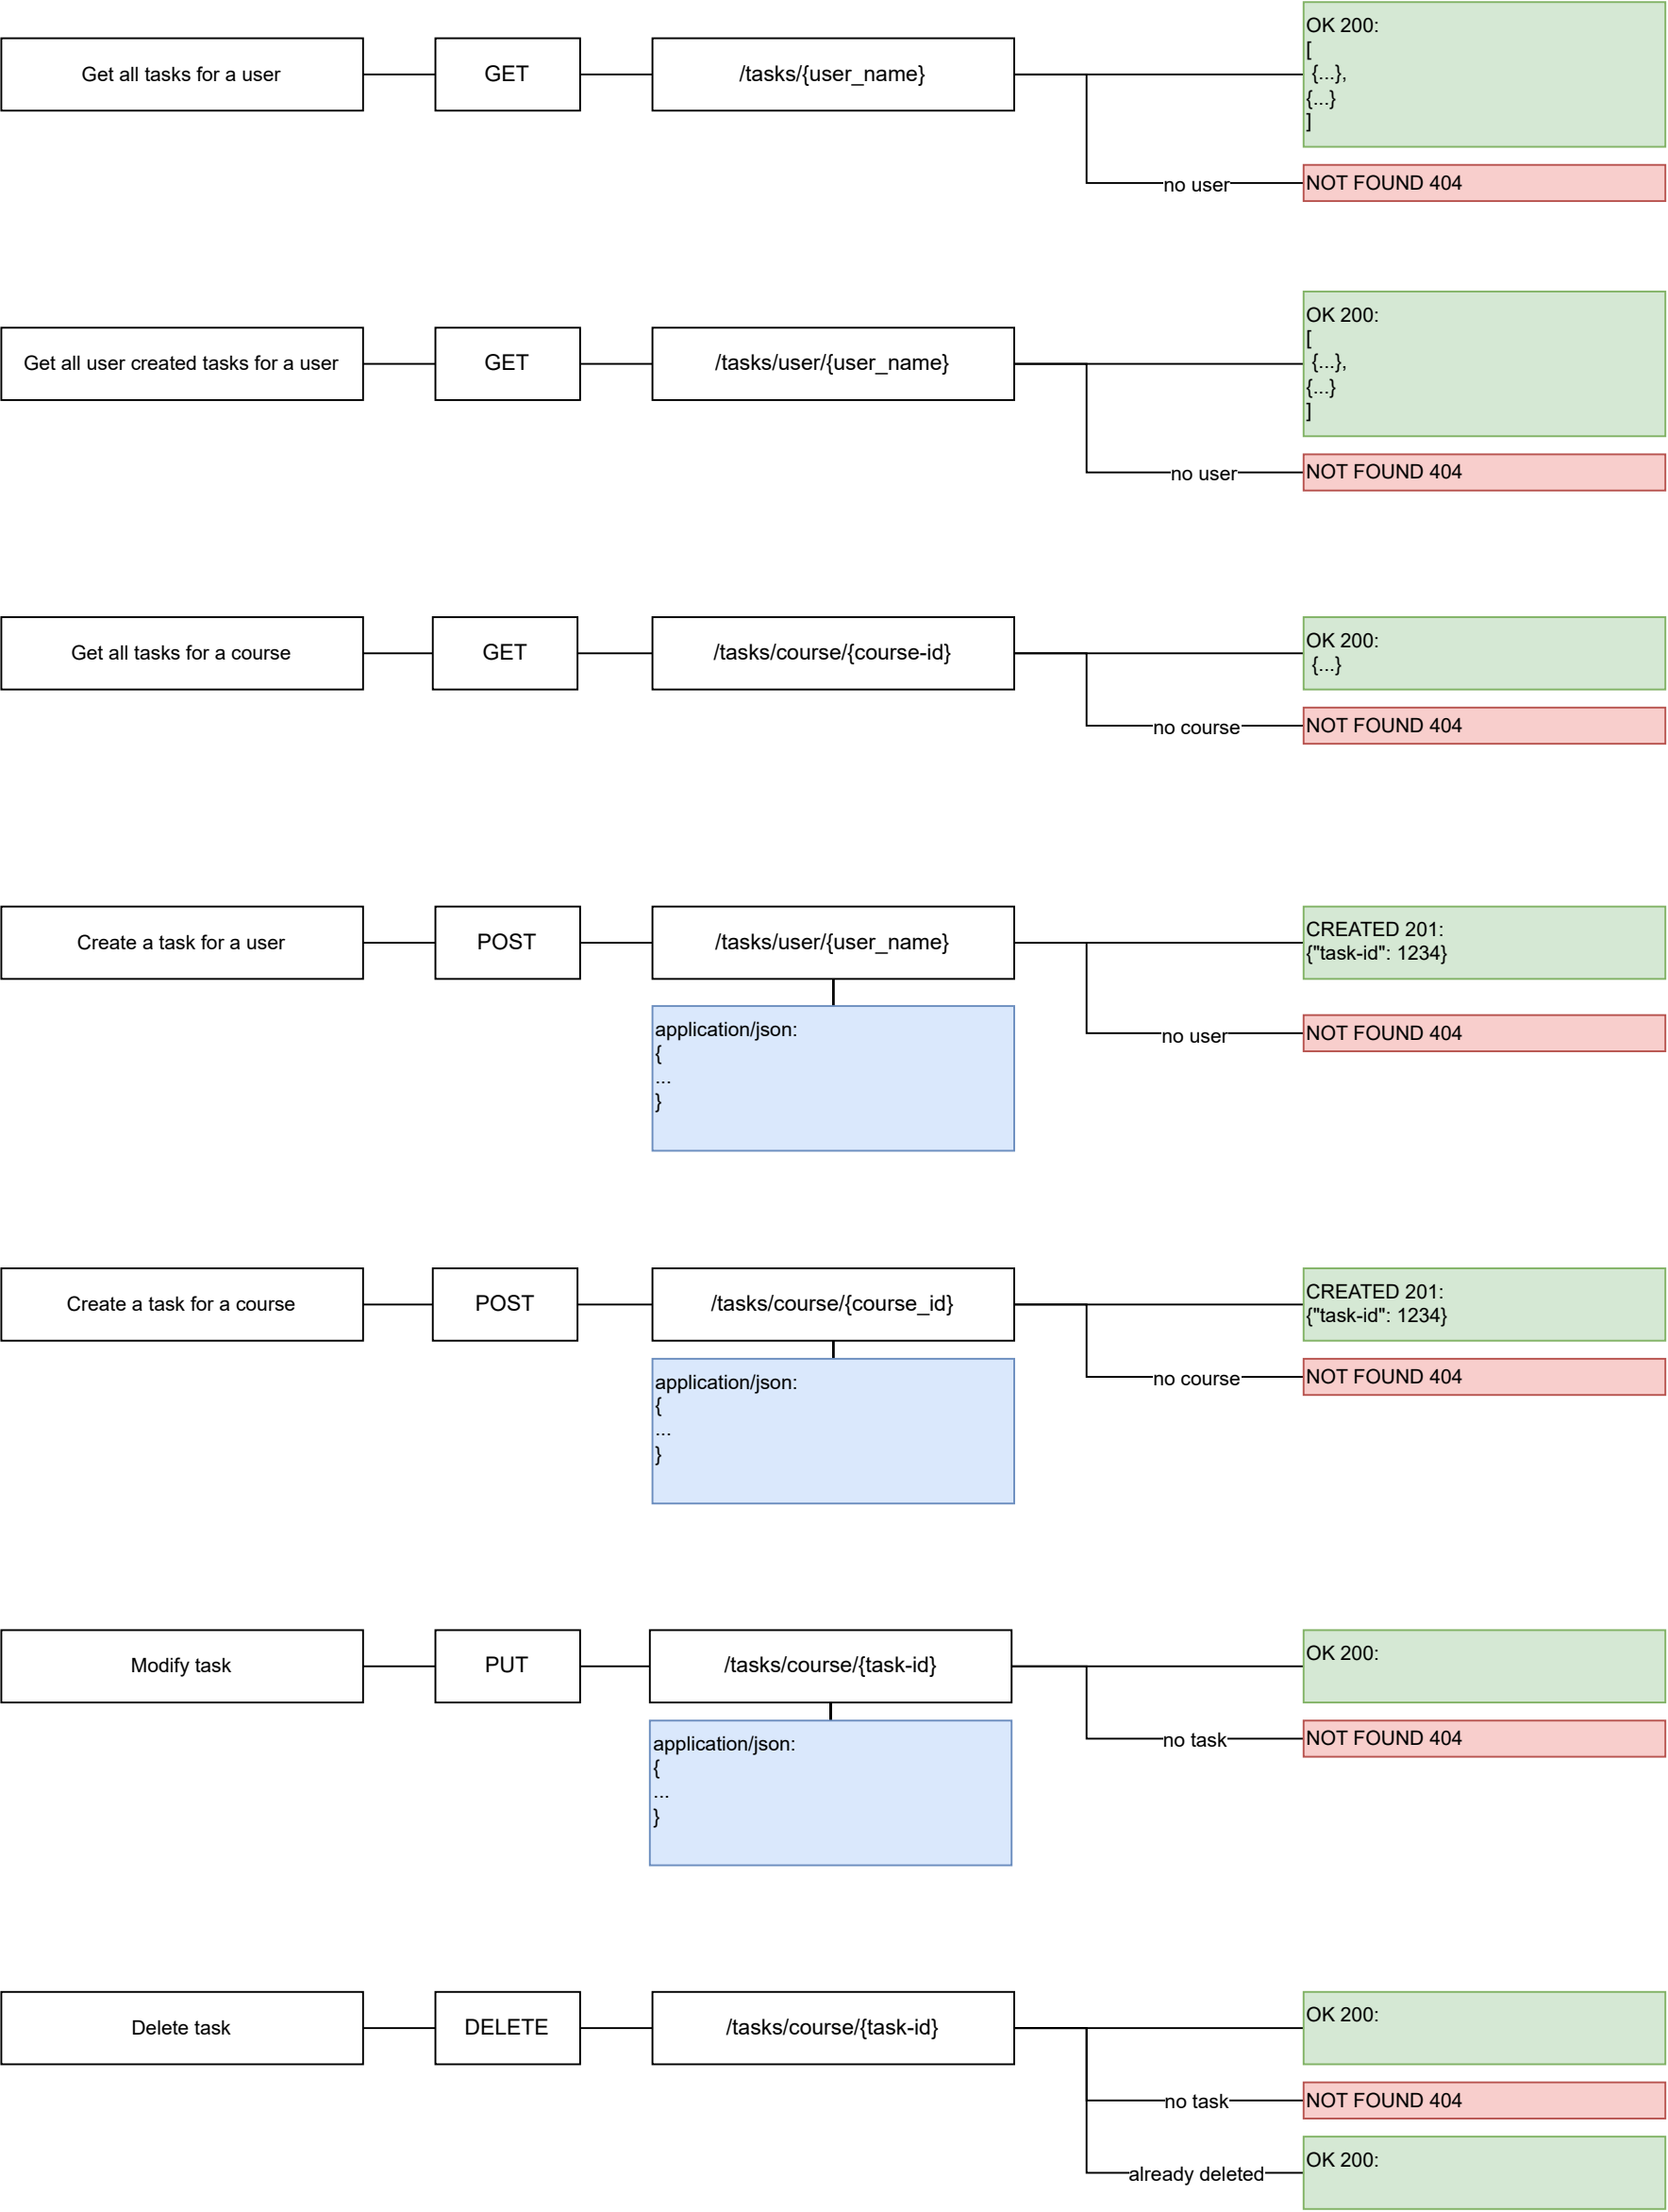 Get all tasks for a user
GET
/tasks/{user_name}
OK 200:
[
{...},
{...}
]
no user
NOT FOUND 404
Get all user created tasks for a user
GET
/tasks/user/{user_name}
OK 200:
[
{...},
{...}
]
no user
NOT FOUND 404
Get all tasks for a course
GET
/tasks/course/{course-id}
OK 200:
{...}
no course
NOT FOUND 404
Create a task for a user
POST
/tasks/user/{user_name}
CREATED 201:
{"task-id": 1234}
no user
NOT FOUND 404
application/json:
{
...
}
Create a task for a course
POST
/tasks/course/{course_id}
CREATED 201:
{"task-id": 1234}
no course
NOT FOUND 404
application/json:
{
...
}
Modify task
PUT
/tasks/course/{task-id}
OK 200:
no task
NOT FOUND 404
application/json:
{
...
}
Delete task
DELETE
/tasks/course/{task-id}
OK 200:
no task
NOT FOUND 404
already deleted
OK 200: